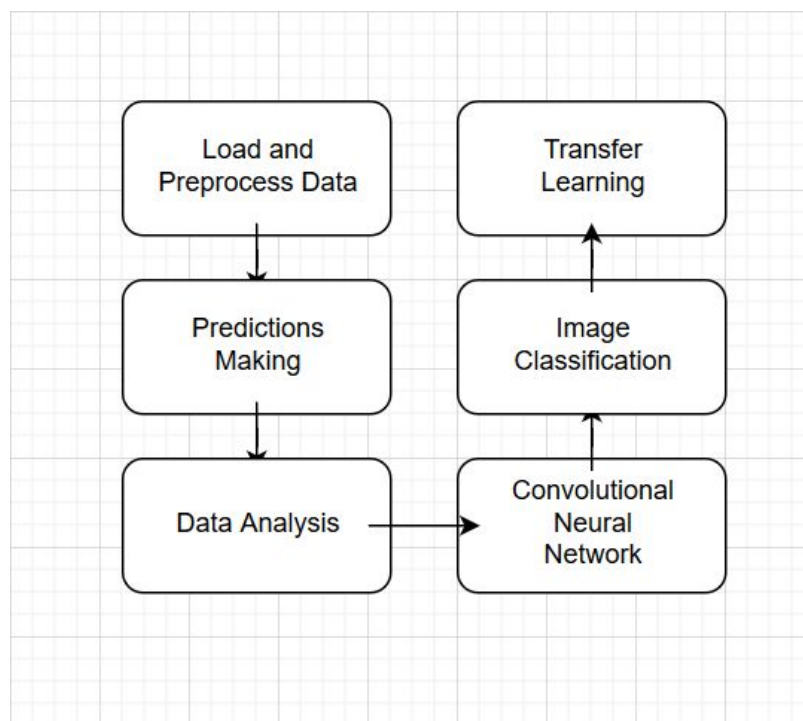 Load and
Preprocess Data
Predictions
Making
Data Analysis
Convolutional
Neural
Network
Image
Classification
Transfer
Learning